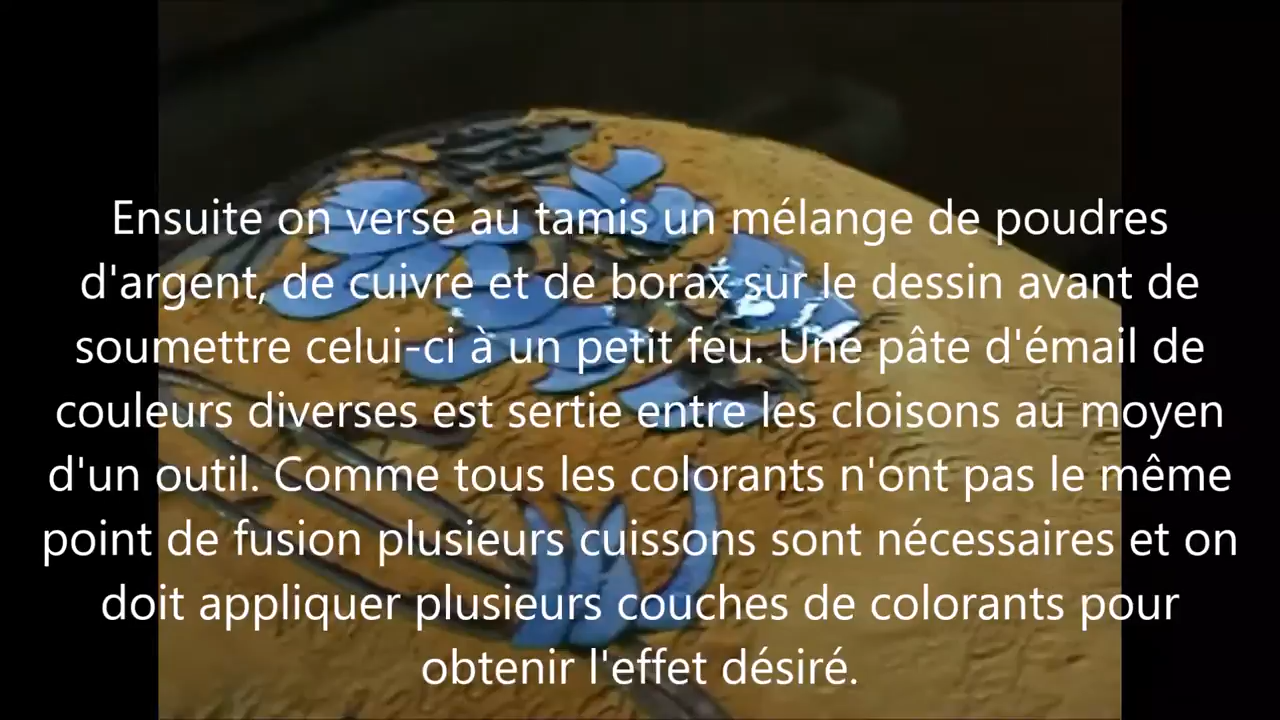 Ensuite on verse au tamis un mélange de poudres
d'argent, de cuivre et de borax sur le dessin avant de
soumettre celui-ci à un petit feu. Une pâte d'émail de
couleurs diverses est sertie entre les cloisons au moyen
d'un outil. Comme tous les colorants n'ont pas le même
point de fusion plusieurs cuissons sont nécessaires et on
doit appliquer plusieurs couches de colorants pour
obtenir l'effet désiré.